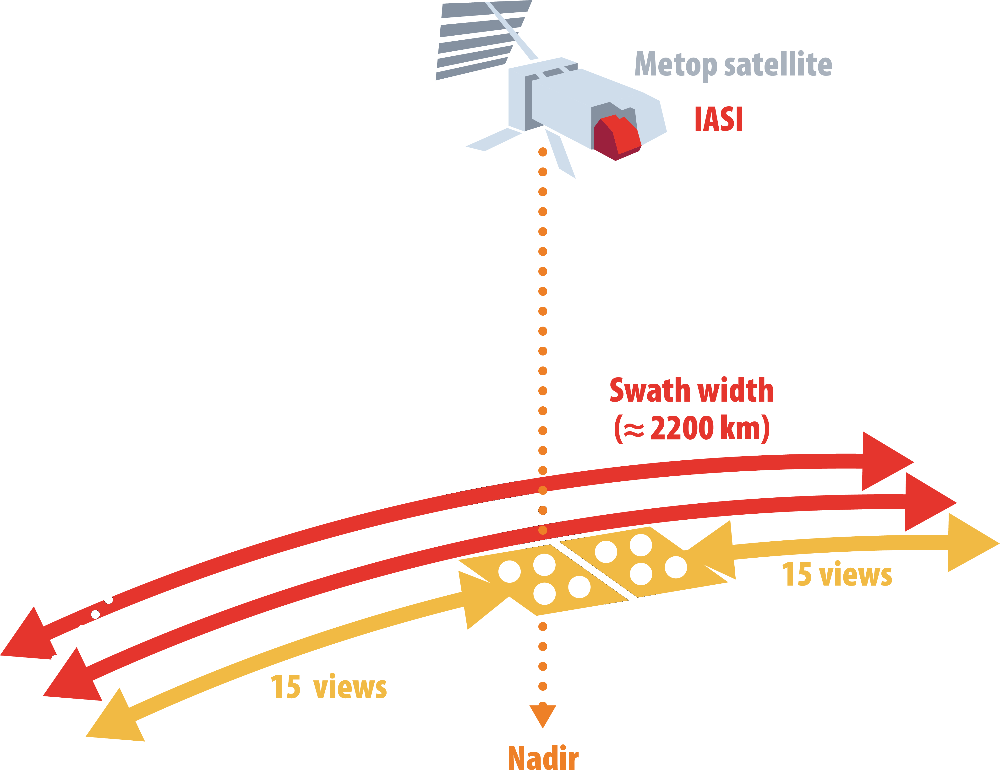 Metop satellite
IASI
Swath width
(≈ 2200 km)
15 views
15 views
Nadir